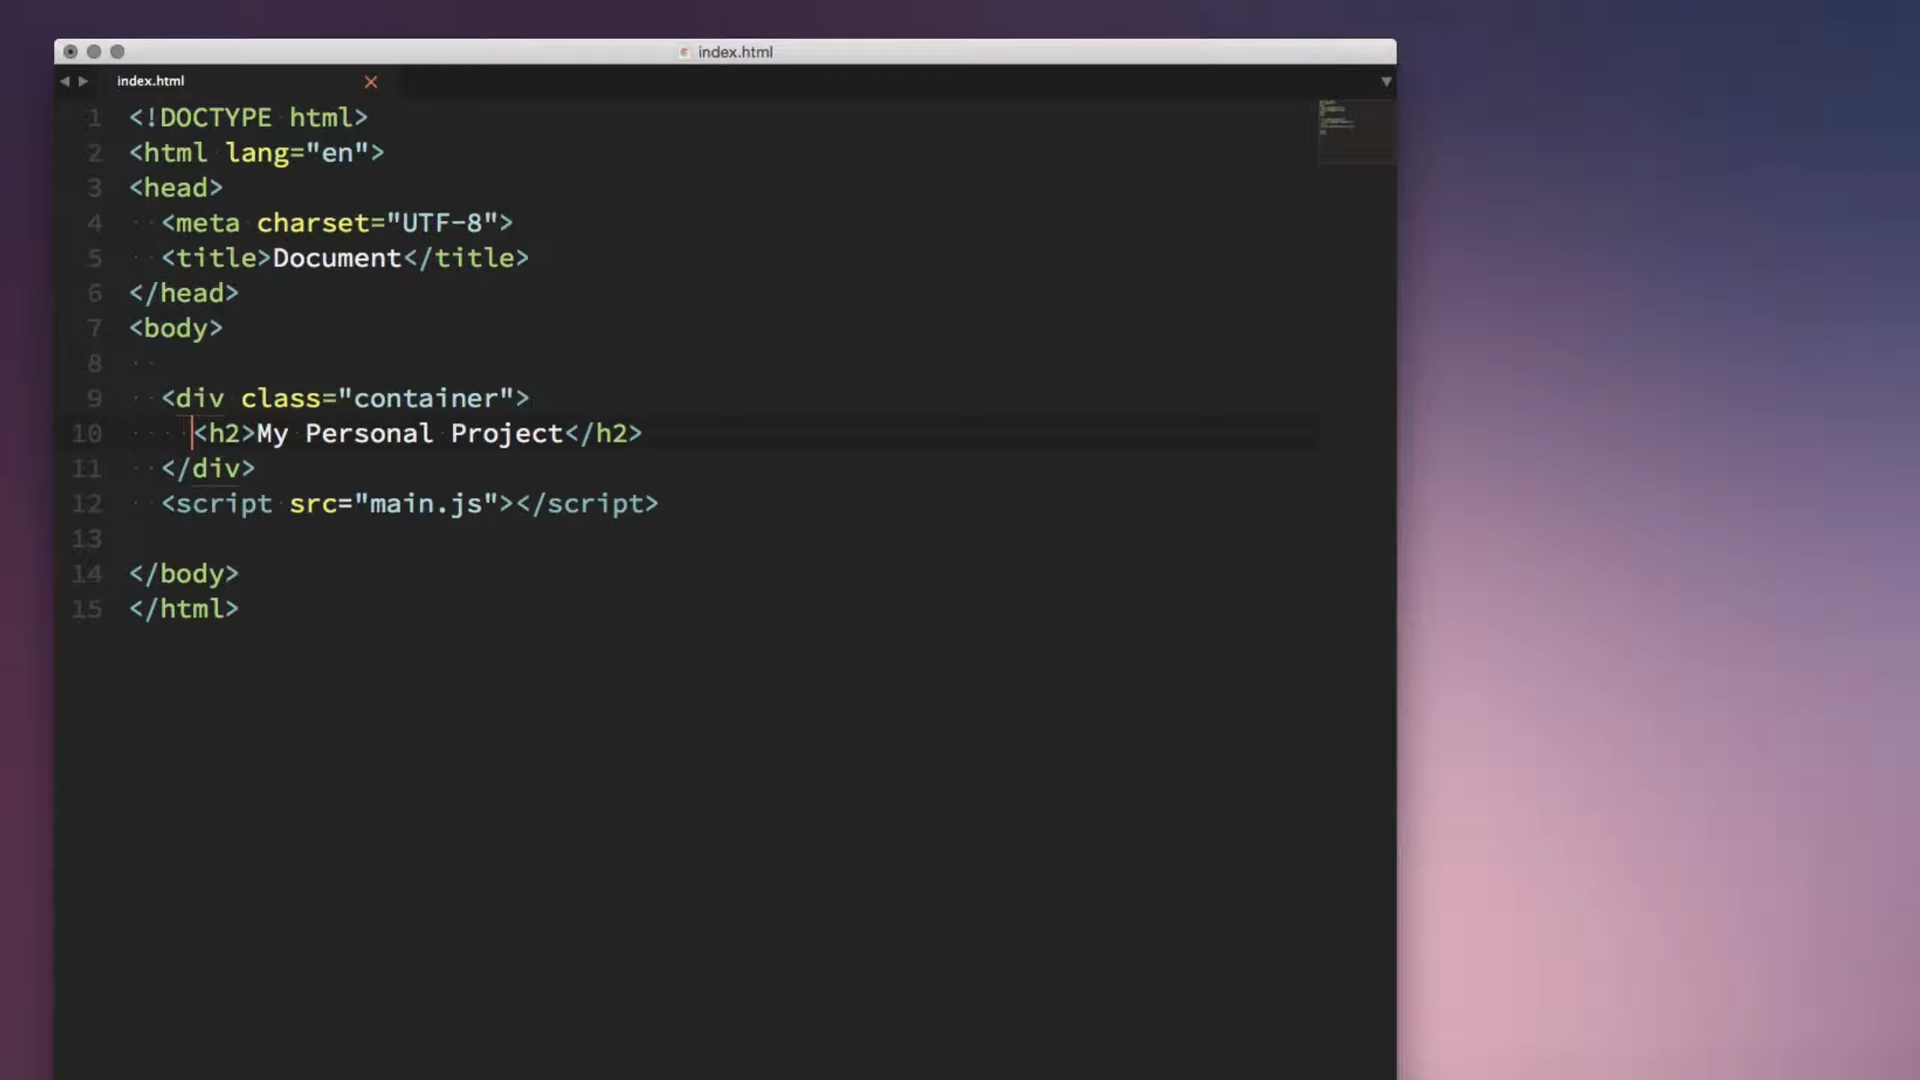 index.html
index.html
1 <!DOCTYPE html>
2 <html lang="en">
3 <head>
4 <meta charset="UTF-8">
5 <title>Document</title>
6 </head>
7 <body>
8
9 <div class="container">
10 <h2>My Personal Project</h2>
11 </div>
12 <script src="main.js"></script>
13
14 </body>
15 </html>